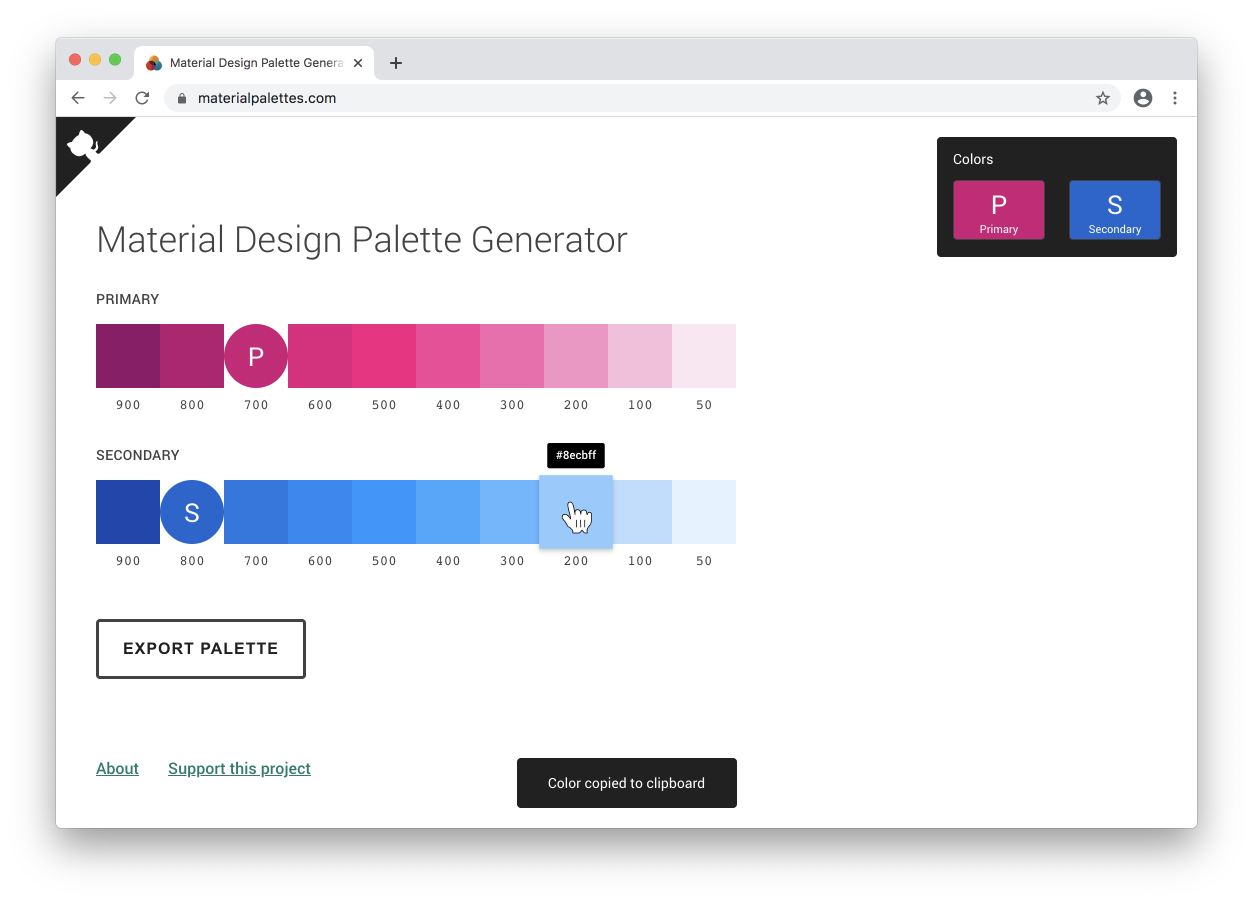 Material Design Palette Genera
materialpalettes.com
Colors
P
Primary
S
Secondary
Material Design Palette Generator
PRIMARY
P
900 800 700 600 500 400 300 200 100 50
SECONDARY
#8ecbff
S
900 800 700 600 500 400 300 200 100 50
EXPORT PALETTE
About Support this project
Color copied to clipboard